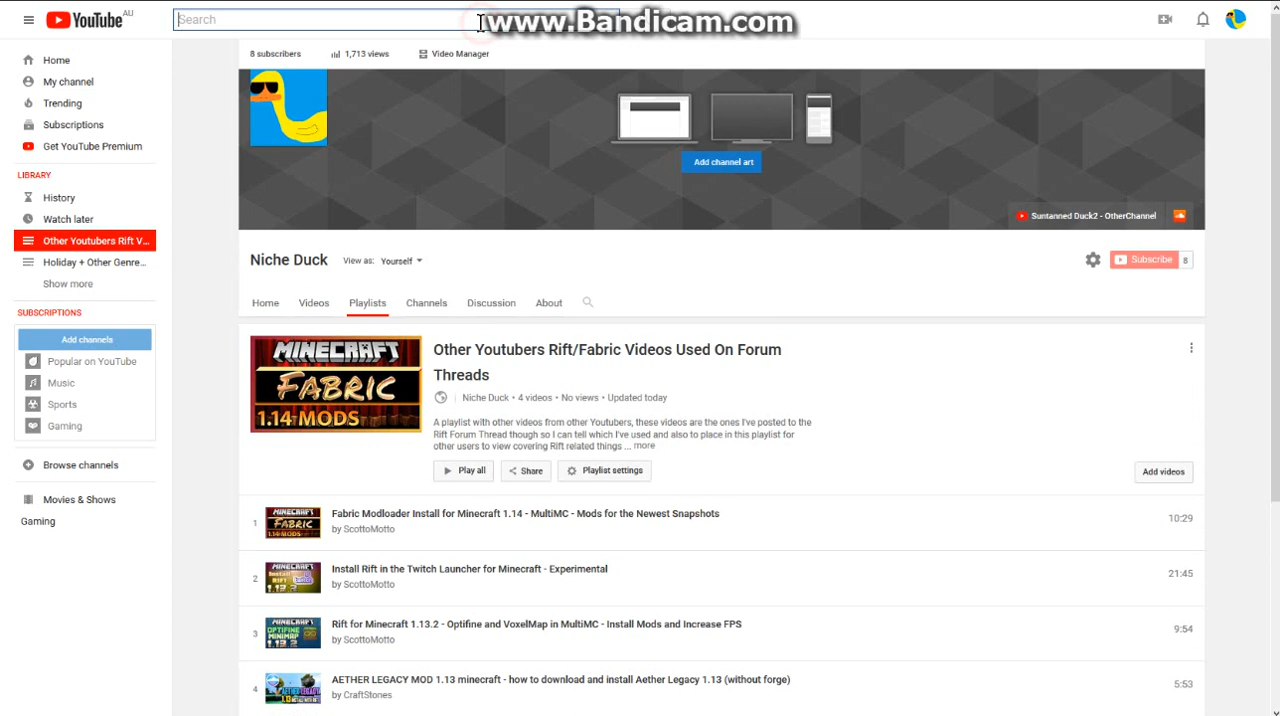 YouTube AU
Search
www.Bandicam.com
Home
My channel
Trending
Subscriptions
Get YouTube Premium
LIBRARY
History
Watch later
Other Youtubers Rift V...
Holiday + Other Genre...
Show more
SUBSCRIPTIONS
Add channels
Popular on YouTube
Music
Sports
Gaming
Browse channels
Movies & Shows
Gaming
8 subscribers 1,713 views Video Manager
Add channel art
Suntanned Duck2 - OtherChannel
Niche Duck View as: Yourself
Subscribe 8
Home Videos Playlists Channels Discussion About
MINECRAFT
FABRIC
1.14 MODS
Other Youtubers Rift/Fabric Videos Used On Forum
Threads
Niche Duck • 4 videos • No views • Updated today
A playlist with other videos from other Youtubers, these videos are the ones I've posted to the
Rift Forum Thread though so I can tell which I've used and also to place in this playlist for
other users to view covering Rift related things ... more
Play all Share Playlist settings Add videos
1 Fabric Modloader Install for Minecraft 1.14 - MultiMC - Mods for the Newest Snapshots 10:29
by ScottoMotto
2 Install Rift in the Twitch Launcher for Minecraft - Experimental 21:45
by ScottoMotto
3 Rift for Minecraft 1.13.2 - Optifine and VoxelMap in MultiMC - Install Mods and Increase FPS 9:54
by ScottoMotto
4 AETHER LEGACY MOD 1.13 minecraft - how to download and install Aether Legacy 1.13 (without forge) 5:53
by CraftStones